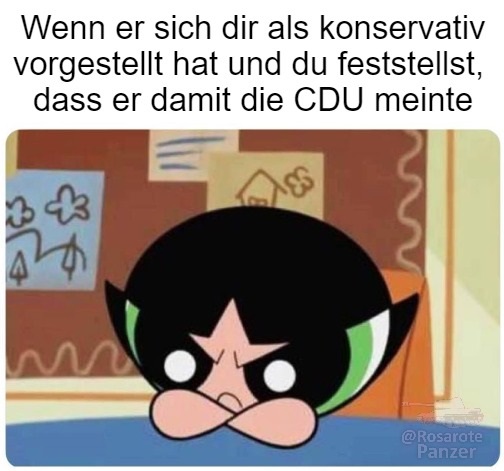 Wenn er sich dir als konservativ
vorgestellt hat und du feststellst,
dass er damit die CDU meinte
@Rosarote
Panzer